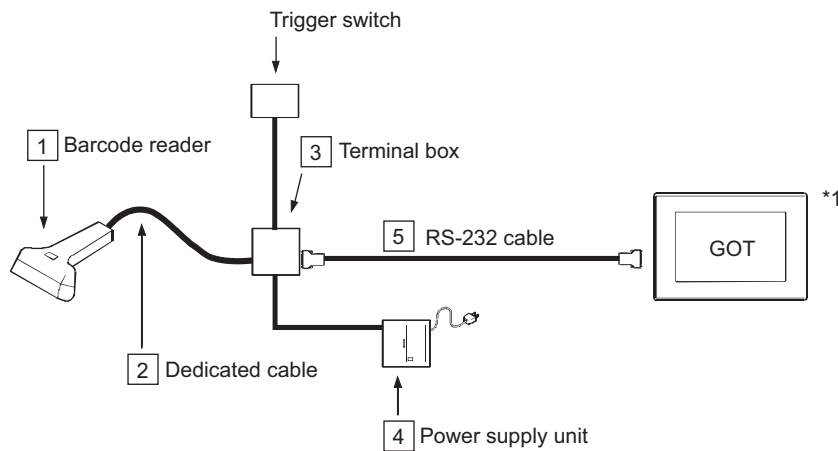 Trigger switch
1 Barcode reader
3 Terminal box
*1
5 RS-232 cable
GOT
2 Dedicated cable
4 Power supply unit